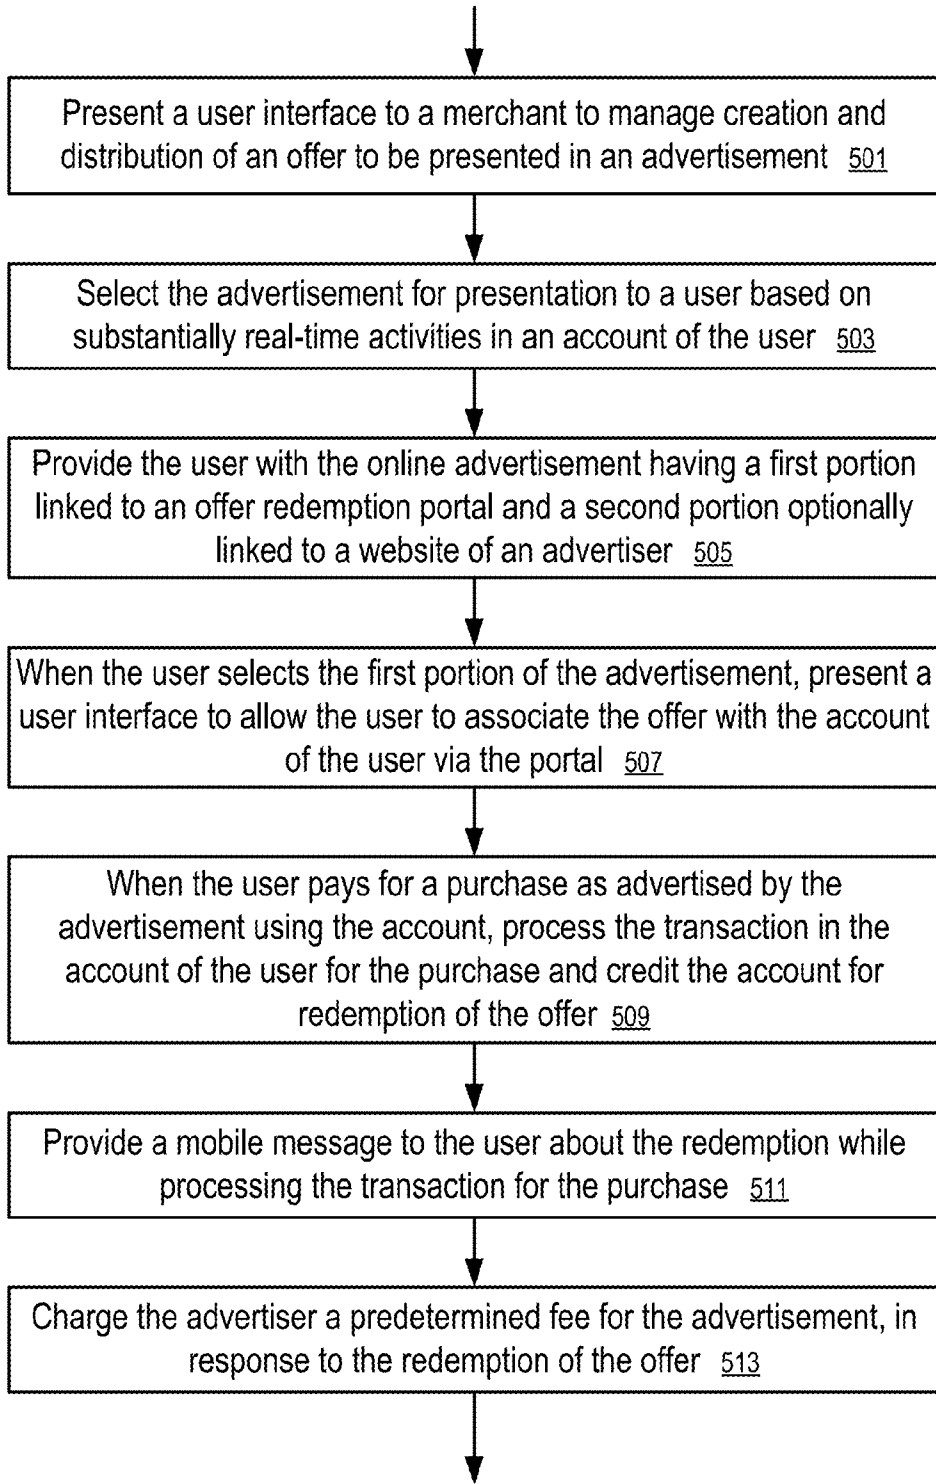 Present a user interface to a merchant to manage creation and
distribution of an offer to be presented in an advertisement 501
Select the advertisement for presentation to a user based on
substantially real-time activities in an account of the user 503
Provide the user with the online advertisement having a first portion
linked to an offer redemption portal and a second portion optionally
linked to a website of an advertiser 505
When the user selects the first portion of the advertisement, present a
user interface to allow the user to associate the offer with the account
of the user via the portal 507
When the user pays for a purchase as advertised by the
advertisement using the account, process the transaction in the
account of the user for the purchase and credit the account for
redemption of the offer 509
Provide a mobile message to the user about the redemption while
processing the transaction for the purchase 511
Charge the advertiser a predetermined fee for the advertisement, in
response to the redemption of the offer 513